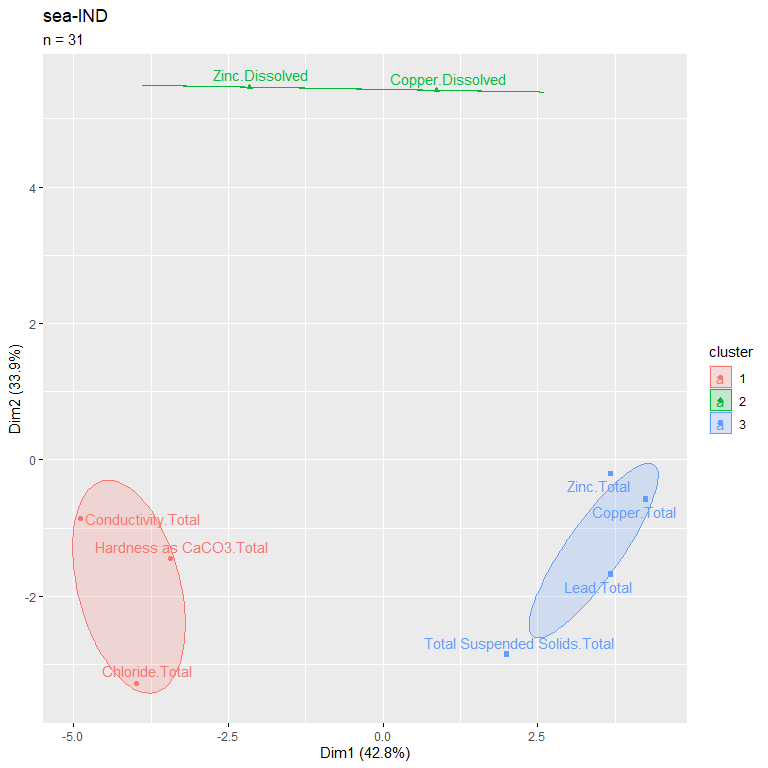 sea-IND
n = 31
Zinc.Dissolved
Copper.Dissolved
4
2
0
-2
Dim2 (33.9%)
Zinc.Total
Copper.Total
Conductivity.Total
Hardness as CaCO3.Total
Lead.Total
Total Suspended Solids.Total
Chloride.Total
-5.0
-2.5
0.0
2.5
Dim1 (42.8%)
cluster
a 1
a 2
a 3